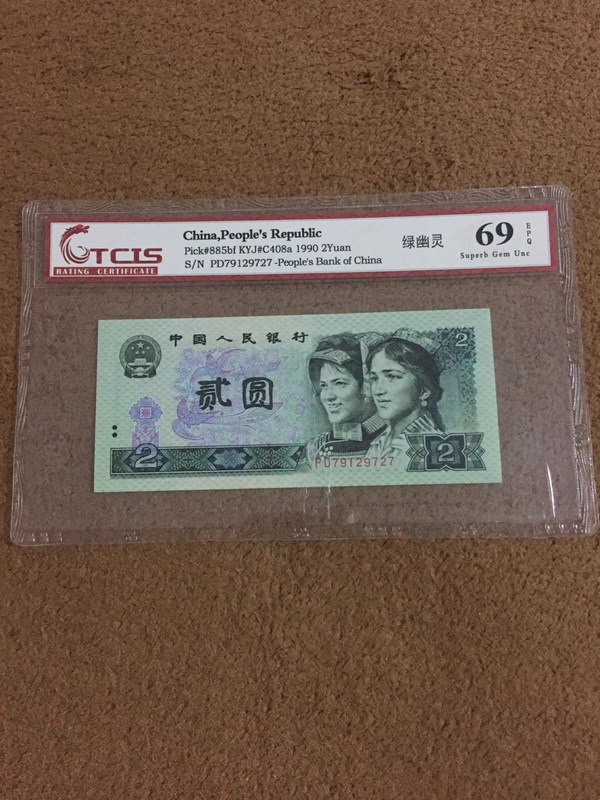 TCIS
RATING CERTIFICATE
China,People's Republic
Pick#885bf KYJ#C408a 1990 2Yuan
S/N PD79129727 -People's Bank of China
绿幽灵
69 EPQ
Superb Gem Unc
中国人民银行
2
贰圆
PD79129727
2
2